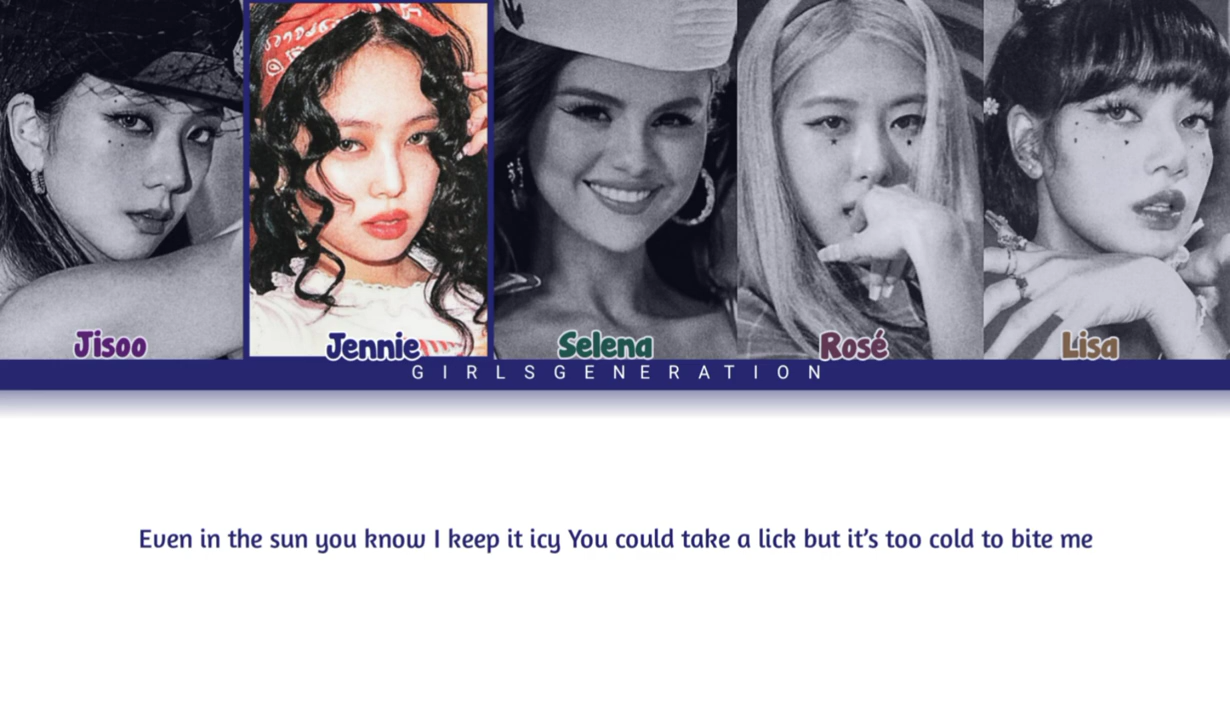 Jisoo
Jennie
Selena
Rosé
Lisa
GIRLSGENERATION
Even in the sun you know I keep it icy You could take a lick but it's too cold to bite me